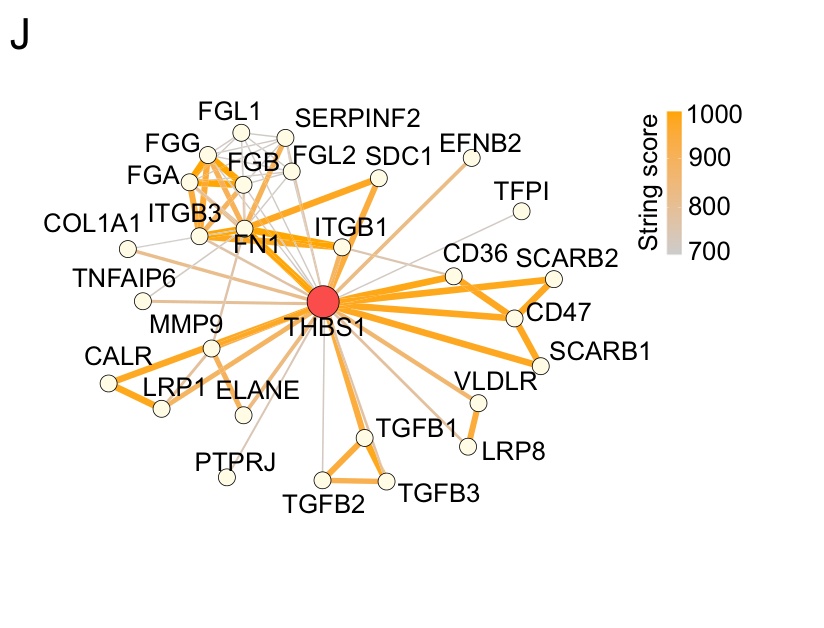 J
FGL1
SERPINF2
1000
FGG
EFNB2
String score
FGB
FGL2
SDC1
900
FGA
TFPI
800
COL1A1
ITGB3
ITGB1
FN1
700
CD36
SCARB2
TNFAIP6
CD47
MMP9
THBS1
CALR
SCARB1
LRP1
ELANE
VLDLR
TGFB1
PTPRJ
LRP8
TGFB2
TGFB3